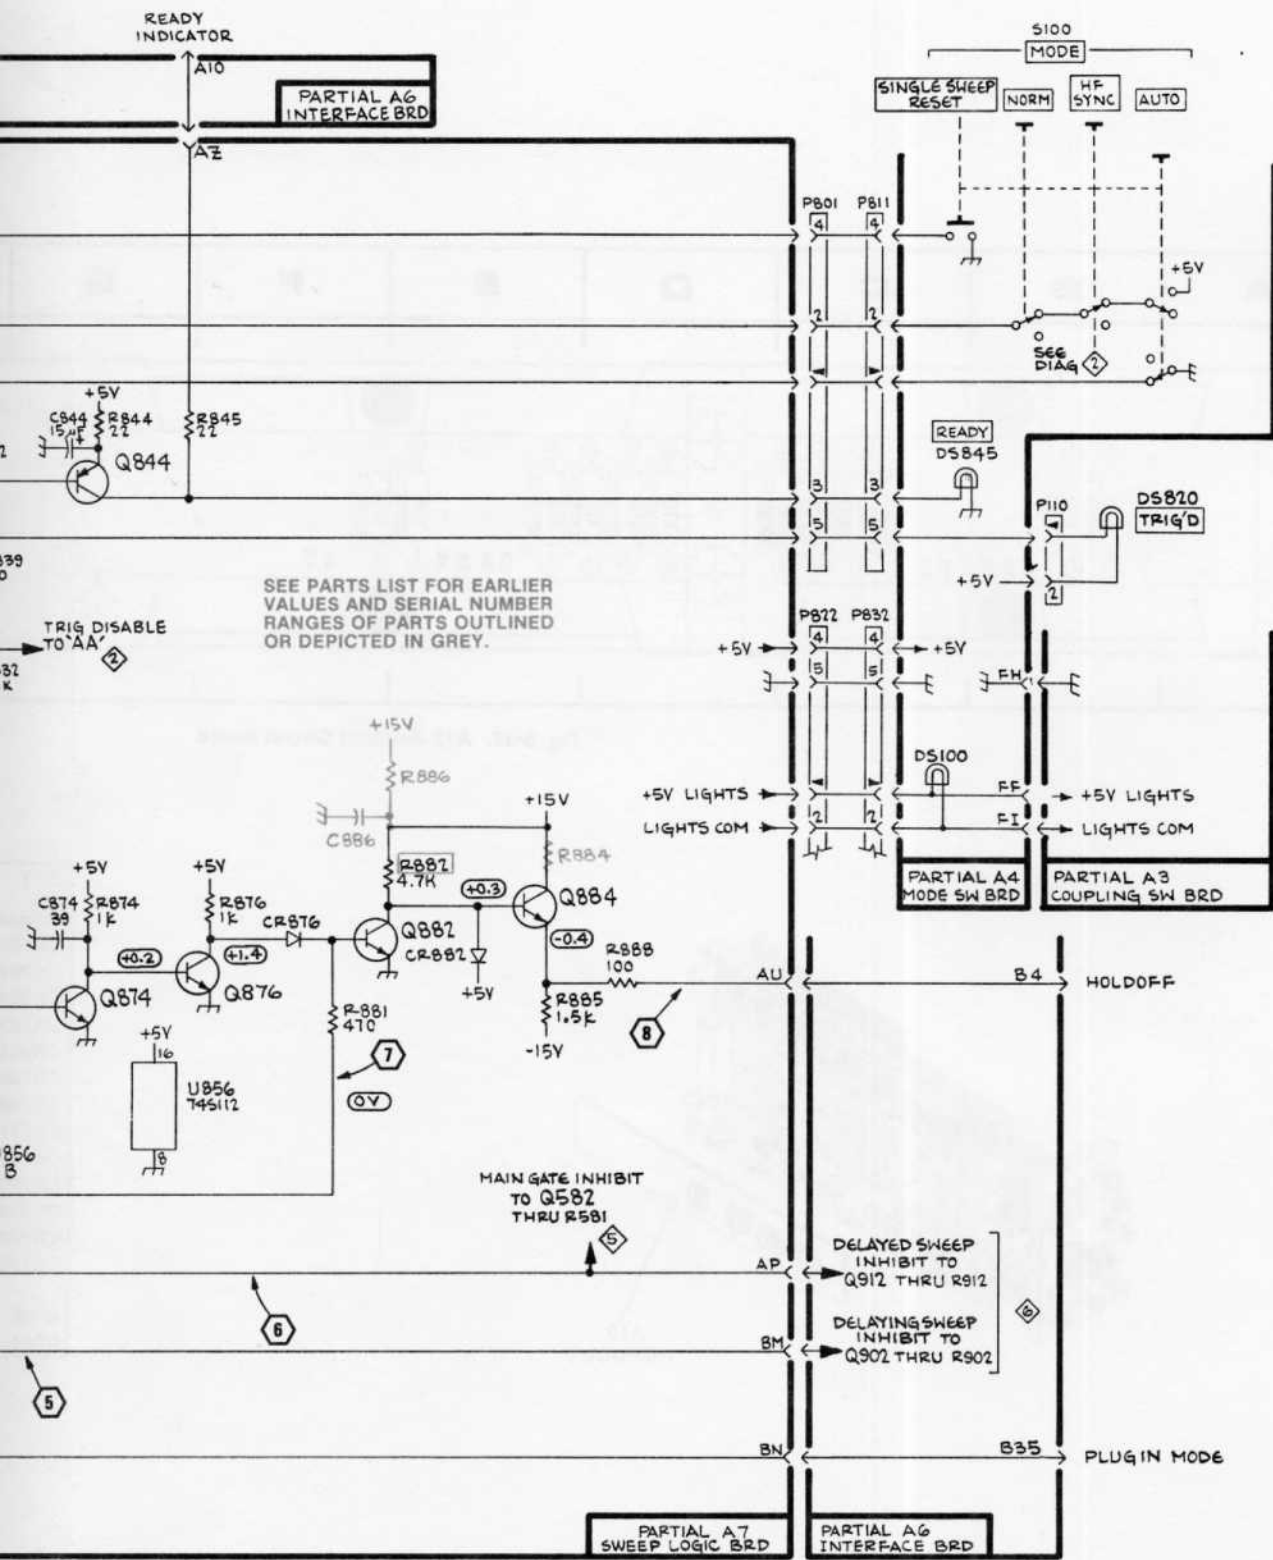 READY
INDICATOR
A10
PARTIAL A6
INTERFACE BRD
AZ
S100
MODE
SINGLE SWEEP
RESET
NORM
HF
SYNC
AUTO
P801
P811
4
4
+5V
2
2
SEE
DIAG
2
+5V
C844
15µF
R844
22
R845
22
Q844
READY
DS845
3
3
5
5
P110
DS820
TRIG'D
+5V
2
839
SEE PARTS LIST FOR EARLIER
VALUES AND SERIAL NUMBER
RANGES OF PARTS OUTLINED
OR DEPICTED IN GREY.
TRIG DISABLE
TO "AA"
2
832
K
P822
P832
+5V
4
4
+5V
5
5
FH
+15V
R886
C886
+15V
R884
DS100
+5V LIGHTS
FF
+5V LIGHTS
LIGHTS COM
2
2
FI
LIGHTS COM
PARTIAL A4
MODE SW BRD
PARTIAL A3
COUPLING SW BRD
+5V
C874
39
R874
1K
+5V
R876
1K
CR876
R882
4.7K
+0.3
Q884
Q882
CR882
+5V
-0.4
R888
100
+0.2
+1.4
Q874
Q876
R881
470
R885
1.5K
-15V
8
AU
B4
HOLDOFF
+5V
16
U856
74S112
8
7
0V
856
B
MAIN GATE INHIBIT
TO Q582
THRU R581
5
AP
DELAYED SWEEP
INHIBIT TO
Q912 THRU R912
6
6
BM
DELAYING SWEEP
INHIBIT TO
Q902 THRU R902
5
BN
B35
PLUGIN MODE
PARTIAL A7
SWEEP LOGIC BRD
PARTIAL A6
INTERFACE BRD